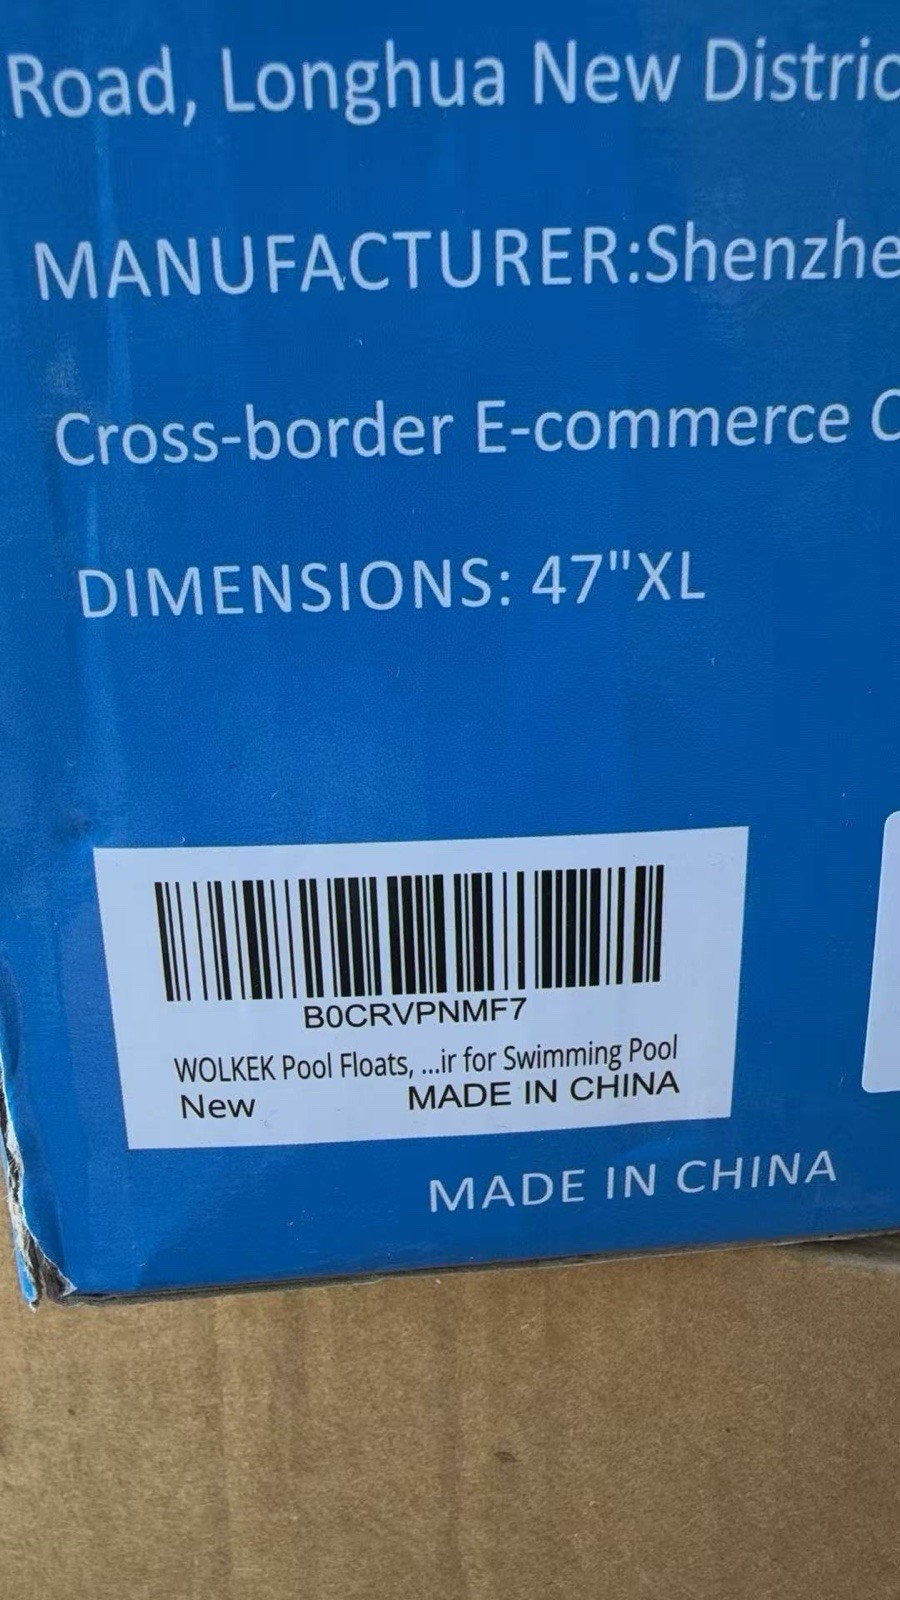 Road, Longhua New Distric
MANUFACTURER:Shenzhe
Cross-border E-commerce C
DIMENSIONS: 47"XL
B0CRVPNMF7
WOLKEK Pool Floats, ...ir for Swimming Pool
New MADE IN CHINA
MADE IN CHINA